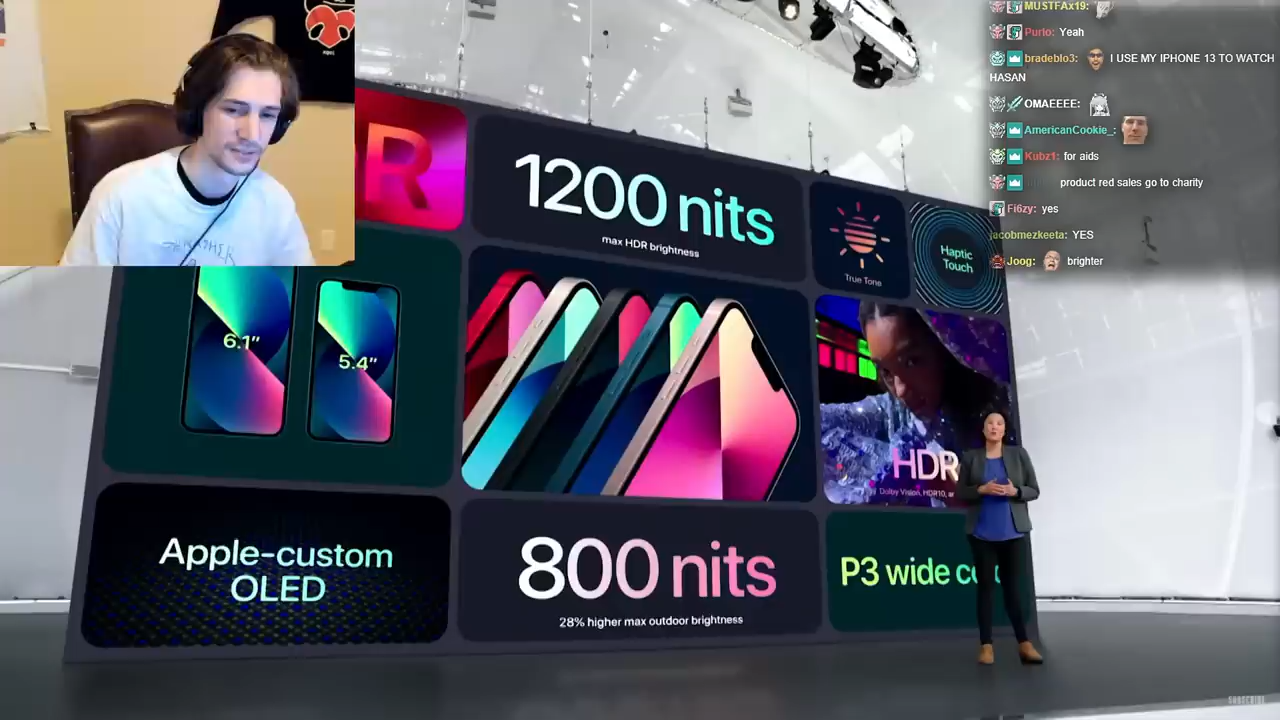 MUSTFAx19:
Purlo: Yeah
bradeblo3: I USE MY IPHONE 13 TO WATCH
HASAN
OMAEEEE:
AmericanCookie_:
Kubz1: for aids
product red sales go to charity
Fi6zy: yes
jacobmezkeeta: YES
Joog: brighter
R
1200 nits
max HDR brightness
True Tone
Haptic
Touch
6.1″
5.4″
HDR
Dolby Vision, HDR10,
Apple-custom
OLED
800 nits
28% higher max outdoor brightness
P3 wide
SUBSCRIBE